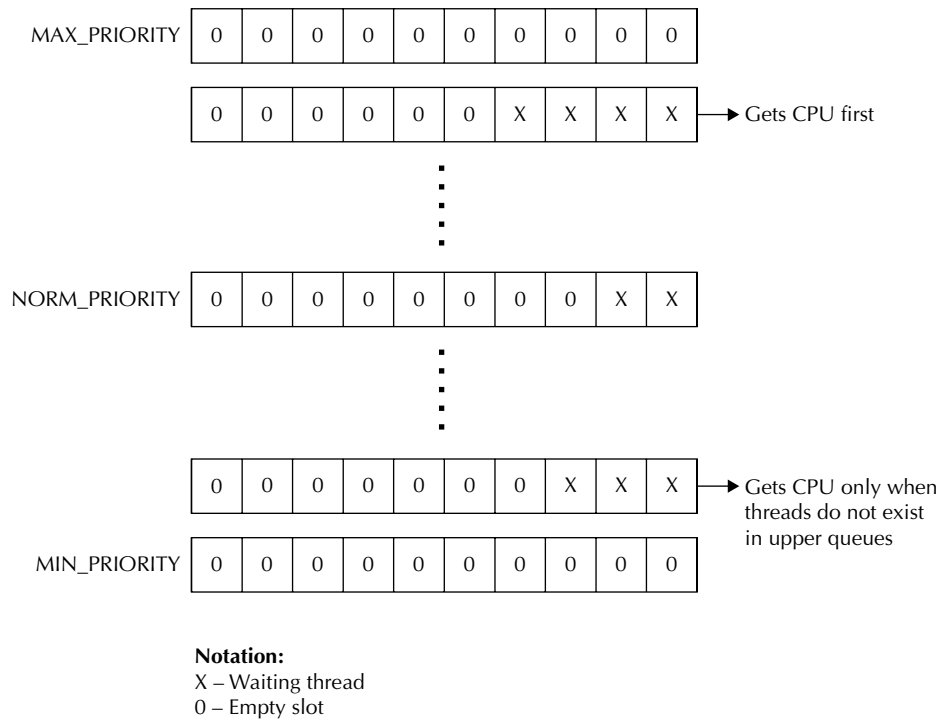 MAX_PRIORITY 0 0 0 0 0 0 0 0 0 0
0 0 0 0 0 0 X X X X Gets CPU first
NORM_PRIORITY 0 0 0 0 0 0 0 0 X X
0 0 0 0 0 0 0 X X X Gets CPU only when
threads do not exist
in upper queues
MIN_PRIORITY 0 0 0 0 0 0 0 0 0 0
Notation:
X – Waiting thread
0 – Empty slot